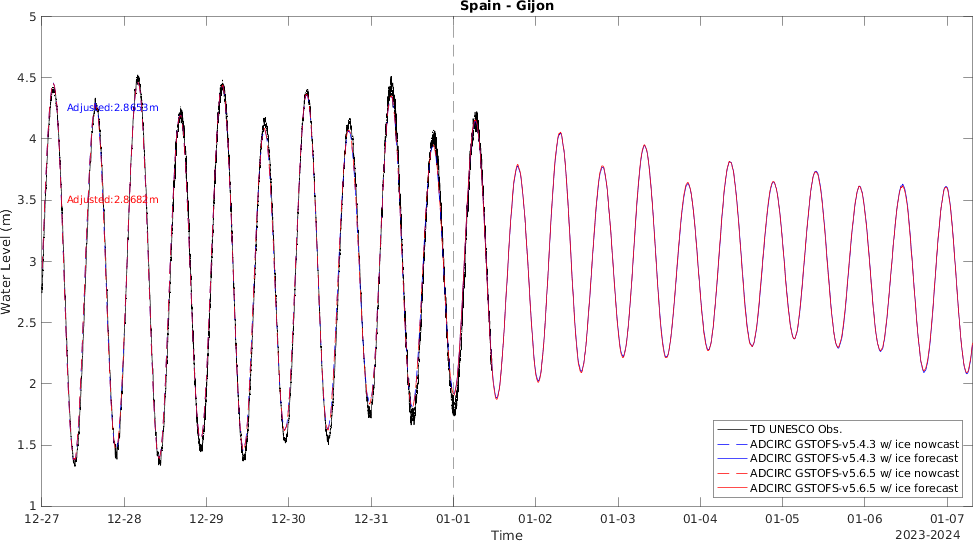 Spain - Gijon
5
4.5
4
3.5
3
2.5
2
1.5
1
Water Level (m)
Adjusted:2.8653m
Adjusted:2.8682m
TD UNESCO Obs.
ADCIRC GSTOFS-v5.4.3 w/ ice nowcast
ADCIRC GSTOFS-v5.4.3 w/ ice forecast
ADCIRC GSTOFS-v5.6.5 w/ ice nowcast
ADCIRC GSTOFS-v5.6.5 w/ ice forecast
12-27 12-28 12-29 12-30 12-31 01-01 01-02 01-03 01-04 01-05 01-06 01-07
Time
2023-2024